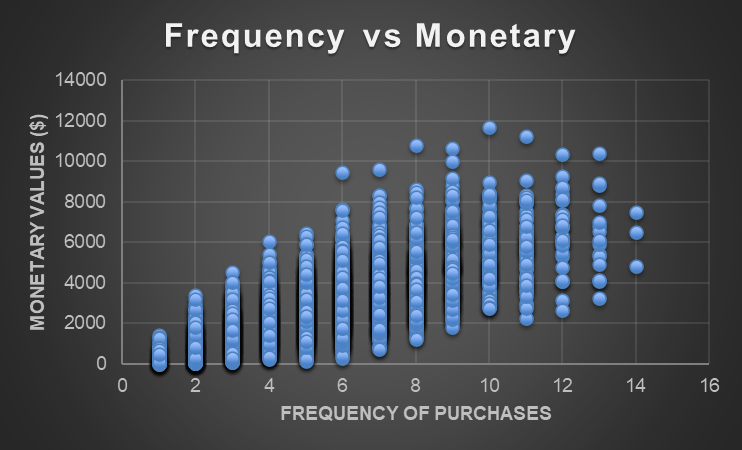 Frequency vs Monetary
MONETARY VALUES ($)
14000
12000
10000
8000
6000
4000
2000
0
0 2 4 6 8 10 12 14 16
FREQUENCY OF PURCHASES